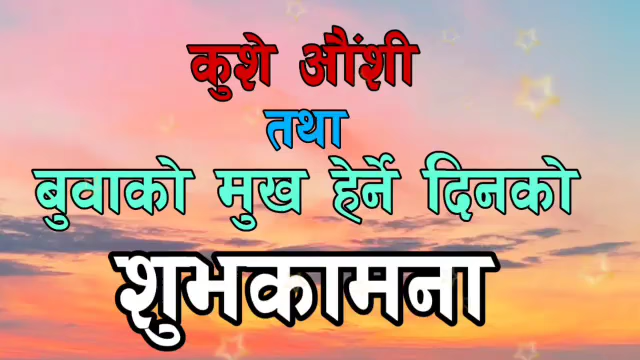 कुशे औंशी
तथा
बुवाको मुख हेर्ने दिनको
शुभकामना